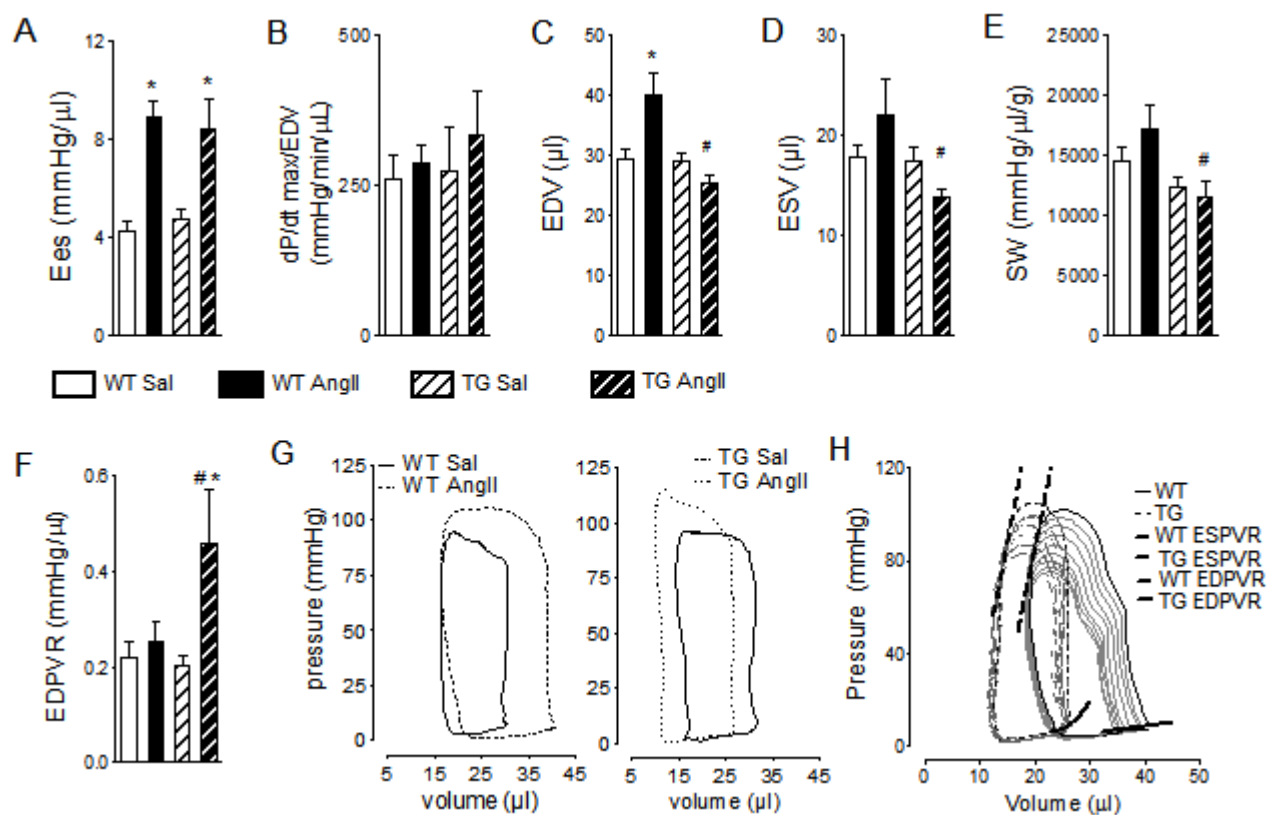 A
Ees (mmHg/µl)
12
8
4
0
*
*
B
dP/dt max/EDV
(mmHg/min/µL)
500
250
0
C
EDV (µl)
50
40
30
20
10
0
*
#
D
ESV (µl)
30
20
10
0
#
E
SW (mmHg/µl/g)
25000
20000
15000
10000
5000
0
#
WT Sal
WT AngII
TG Sal
TG AngII
F
EDPVR (mmHg/µl)
0.6
0.4
0.2
0.0
#*
G
pressure (mmHg)
125
100
75
50
25
0
WT Sal
WT AngII
5 15 25 35 45
volume (µl)
125
100
75
50
25
0
TG Sal
TG AngII
5 15 25 35 45
volume (µl)
H
Pressure (mmHg)
120
80
40
0
WT
TG
WT ESPVR
TG ESPVR
WT EDPVR
TG EDPVR
0 10 20 30 40 50
Volume (µl)